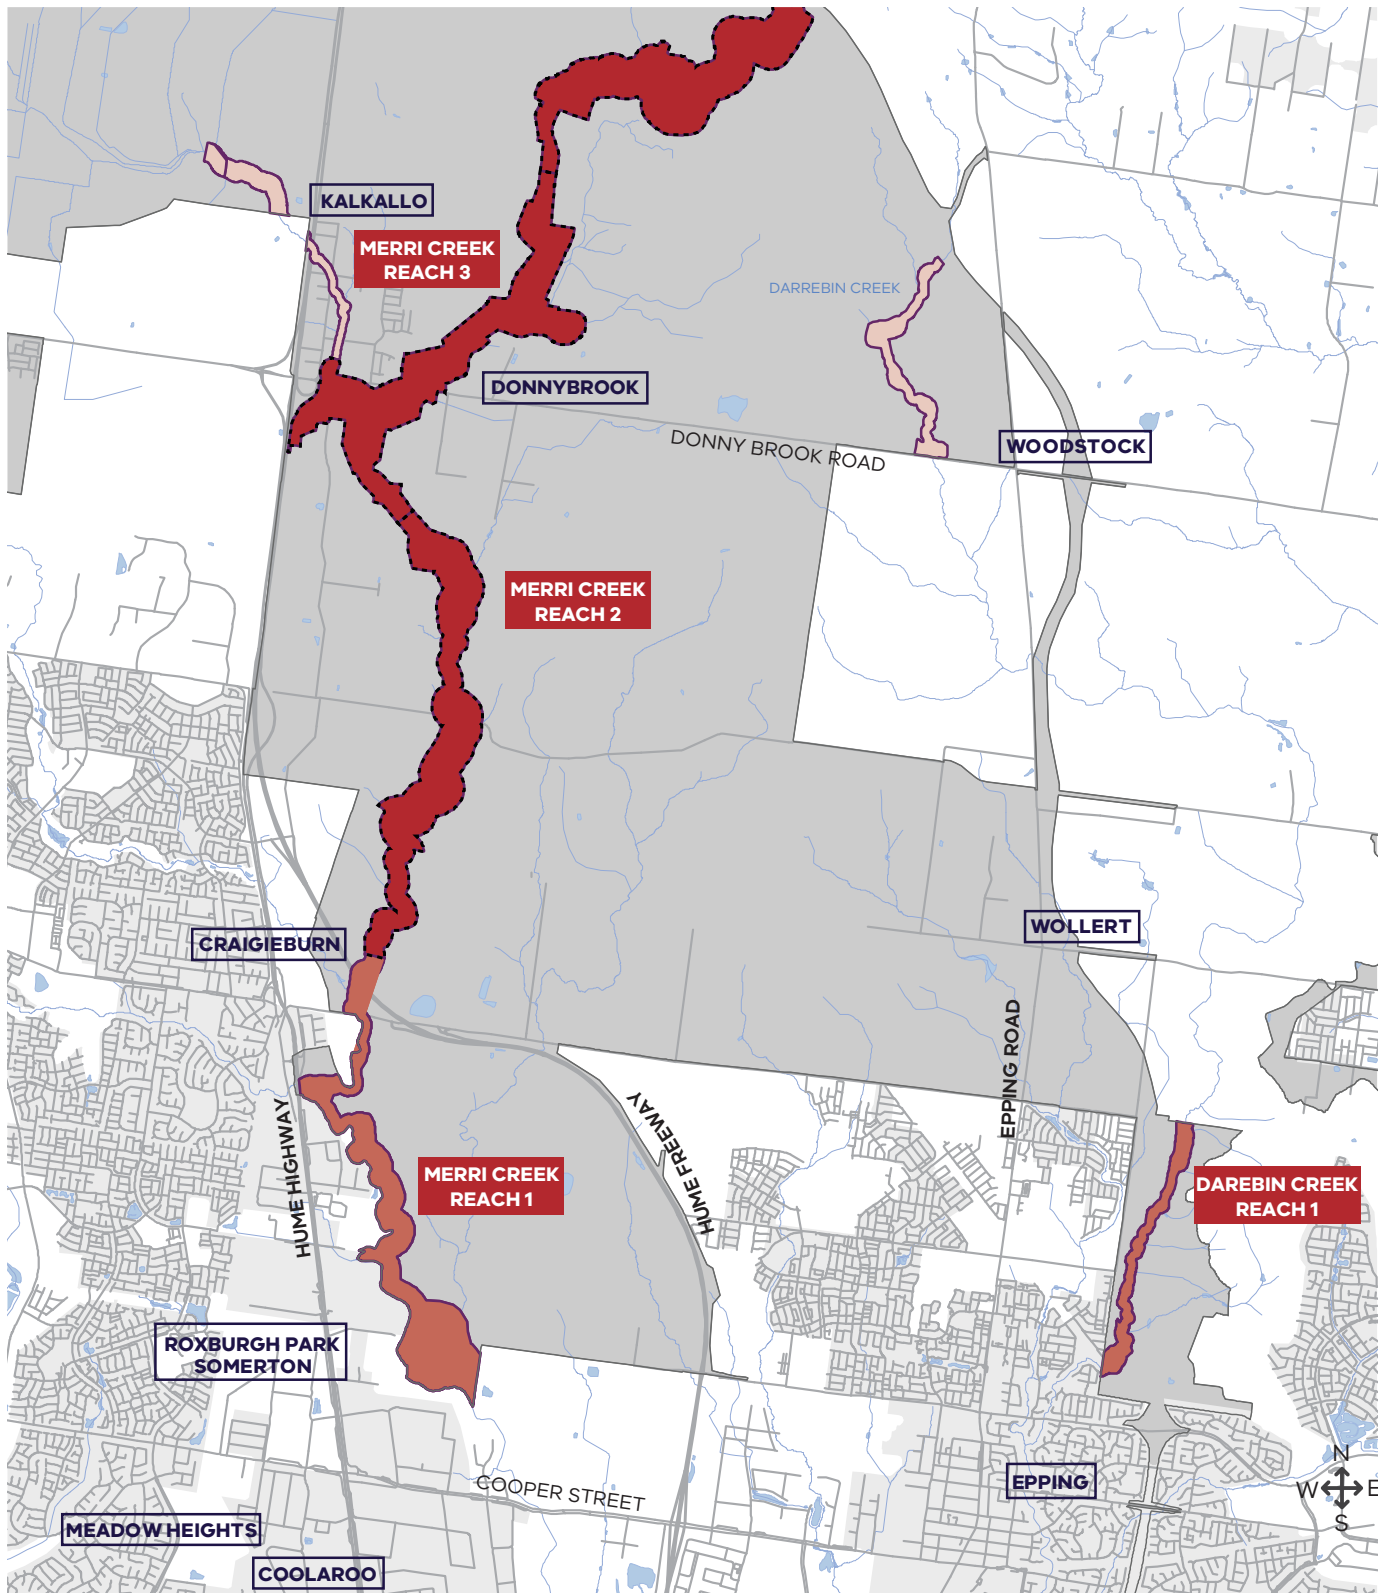 KALKALLO
MERRI CREEK
REACH 3
DARREBIN CREEK
DONNYBROOK
DONNY BROOK ROAD
WOODSTOCK
MERRI CREEK
REACH 2
WOLLERT
CRAIGIEBURN
EPPING ROAD
HUME HIGHWAY
HUME FREEWAY
MERRI CREEK
REACH 1
DAREBIN CREEK
REACH 1
ROXBURGH PARK
SOMERTON
EPPING
N
W
E
S
COOPER STREET
MEADOW HEIGHTS
COOLAROO